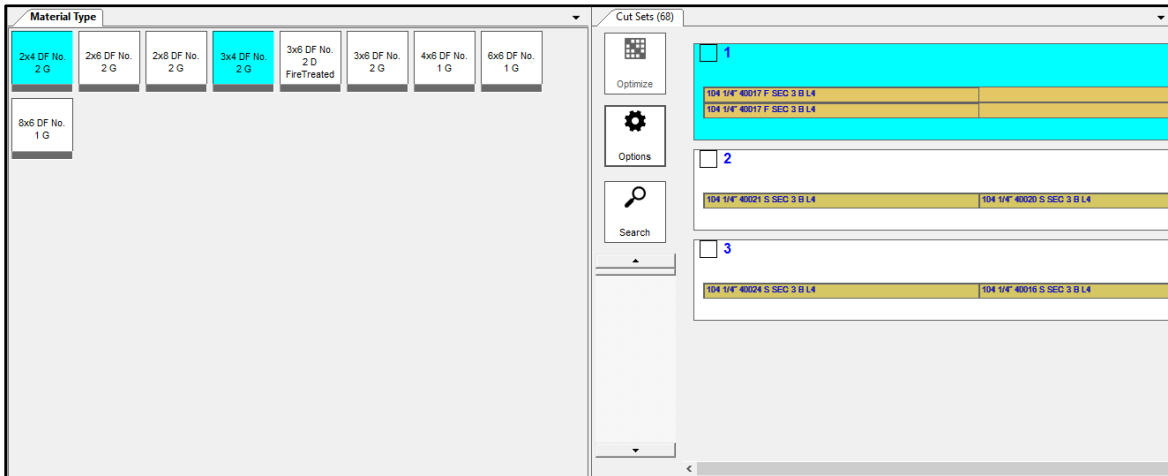 Material Type
2x4 DF No.
2 G
2x6 DF No.
2 G
2x8 DF No.
2 G
3x4 DF No.
2 G
3x6 DF No.
2 D
FireTreated
3x6 DF No.
2 G
4x6 DF No.
1 G
6x6 DF No.
1 G
8x6 DF No.
1 G
Cut Sets (68)
Optimize
Options
Search
1
104 1/4" 40017 F SEC 3 B L4
104 1/4" 40017 F SEC 3 B L4
2
104 1/4" 40021 S SEC 3 B L4 104 1/4" 40020 S SEC 3 B L4
3
104 1/4" 40024 S SEC 3 B L4 104 1/4" 40016 S SEC 3 B L4